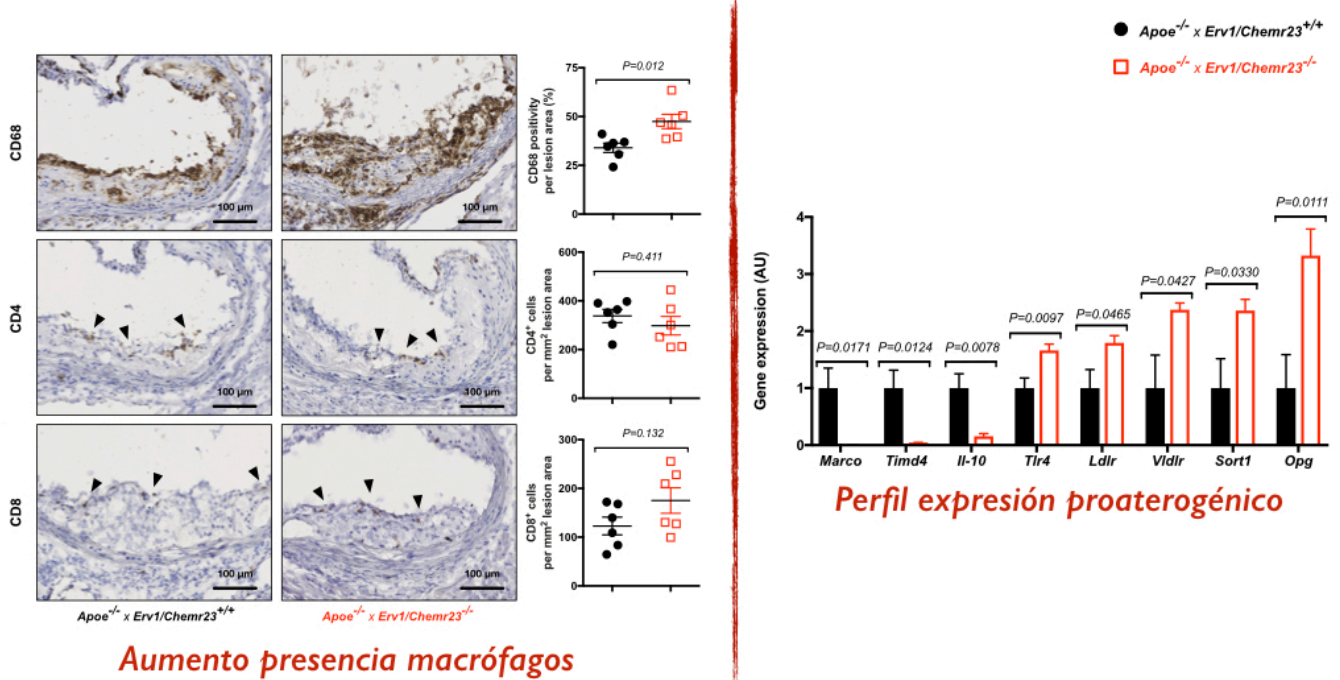 CD68
100 µm
100 µm
CD68 positivity
per lesion area (%)
75
50
25
0
P=0.012
CD4
100 µm
100 µm
CD4⁺ cells
per mm² lesion area
600
400
200
0
P=0.411
CD8
100 µm
100 µm
CD8⁺ cells
per mm² lesion area
300
200
100
0
P=0.132
Apoe⁻/⁻ x Erv1/Chemr23⁺/⁺
Apoe⁻/⁻ x Erv1/Chemr23⁻/⁻
Aumento presencia macrófagos
Apoe⁻/⁻ x Erv1/Chemr23⁺/⁺
Apoe⁻/⁻ x Erv1/Chemr23⁻/⁻
Gene expression (AU)
4
3
2
1
0
P=0.0171
P=0.0124
P=0.0078
P=0.0097
P=0.0465
P=0.0427
P=0.0330
P=0.0111
Marco Timd4 Il-10 Tlr4 Ldlr Vldlr Sort1 Opg
Perfil expresión proaterogénico